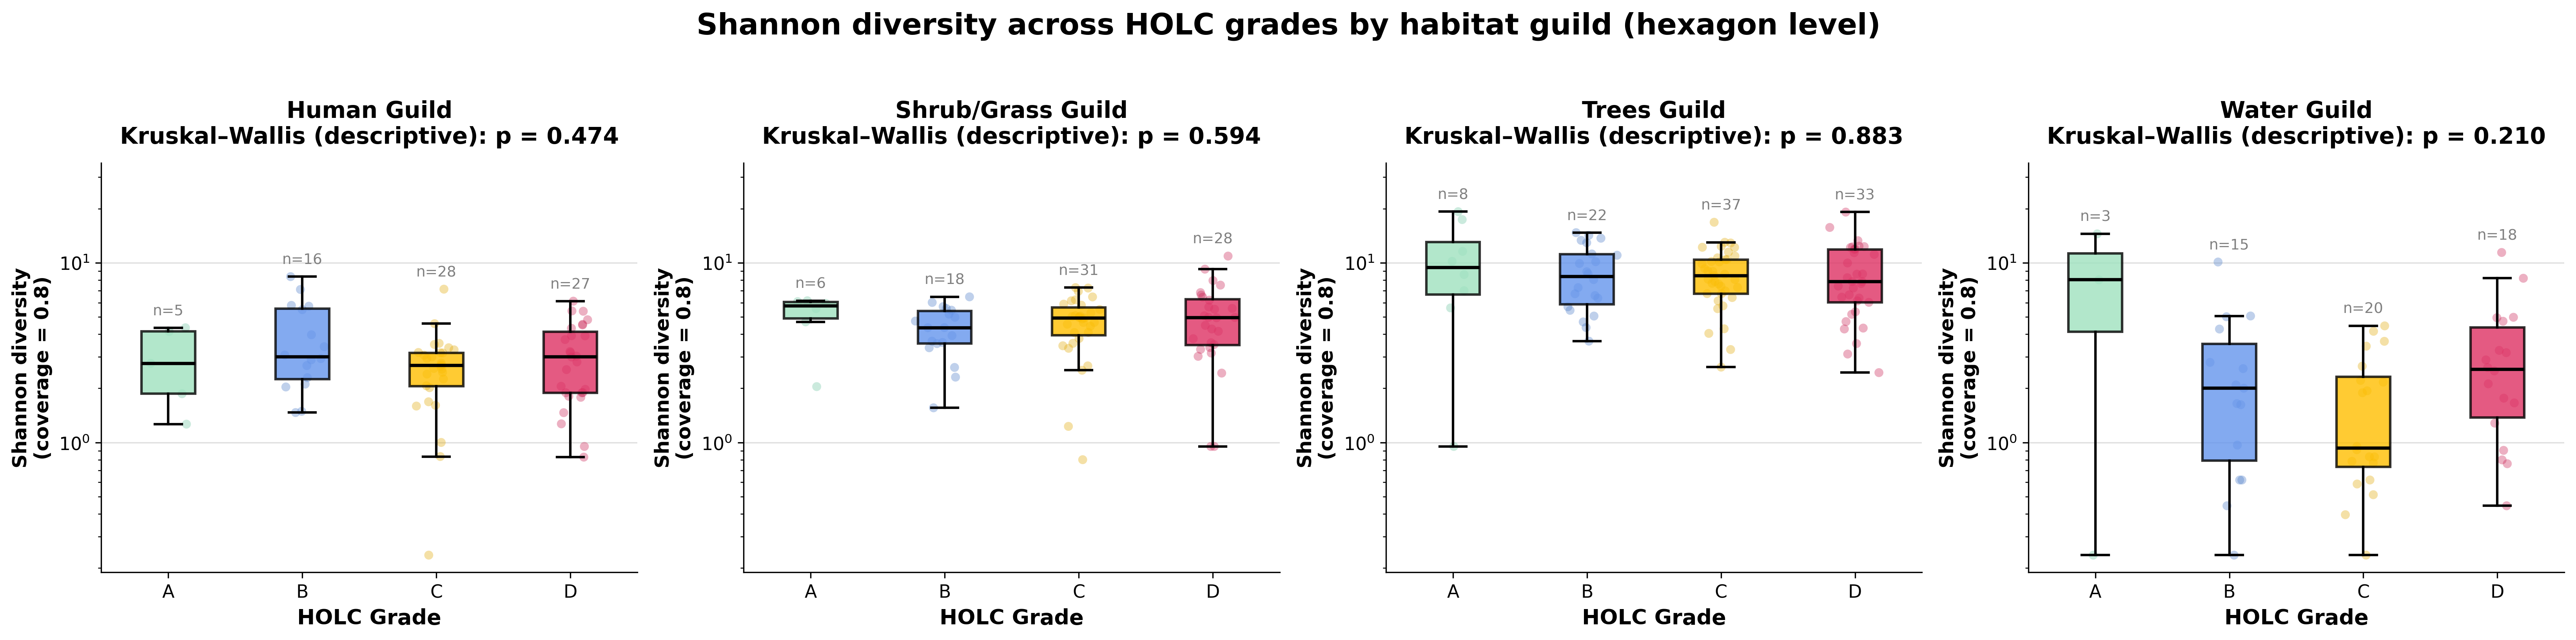 Shannon diversity across HOLC grades by habitat guild (hexagon level)
Human Guild
Kruskal–Wallis (descriptive): p = 0.474
Shannon diversity
(coverage = 0.8)
10¹
10⁰
n=5
n=16
n=28
n=27
A
B
C
D
HOLC Grade
Shrub/Grass Guild
Kruskal–Wallis (descriptive): p = 0.594
Shannon diversity
(coverage = 0.8)
10¹
10⁰
n=6
n=18
n=31
n=28
A
B
C
D
HOLC Grade
Trees Guild
Kruskal–Wallis (descriptive): p = 0.883
Shannon diversity
(coverage = 0.8)
10¹
10⁰
n=8
n=22
n=37
n=33
A
B
C
D
HOLC Grade
Water Guild
Kruskal–Wallis (descriptive): p = 0.210
Shannon diversity
(coverage = 0.8)
10¹
10⁰
n=3
n=15
n=20
n=18
A
B
C
D
HOLC Grade